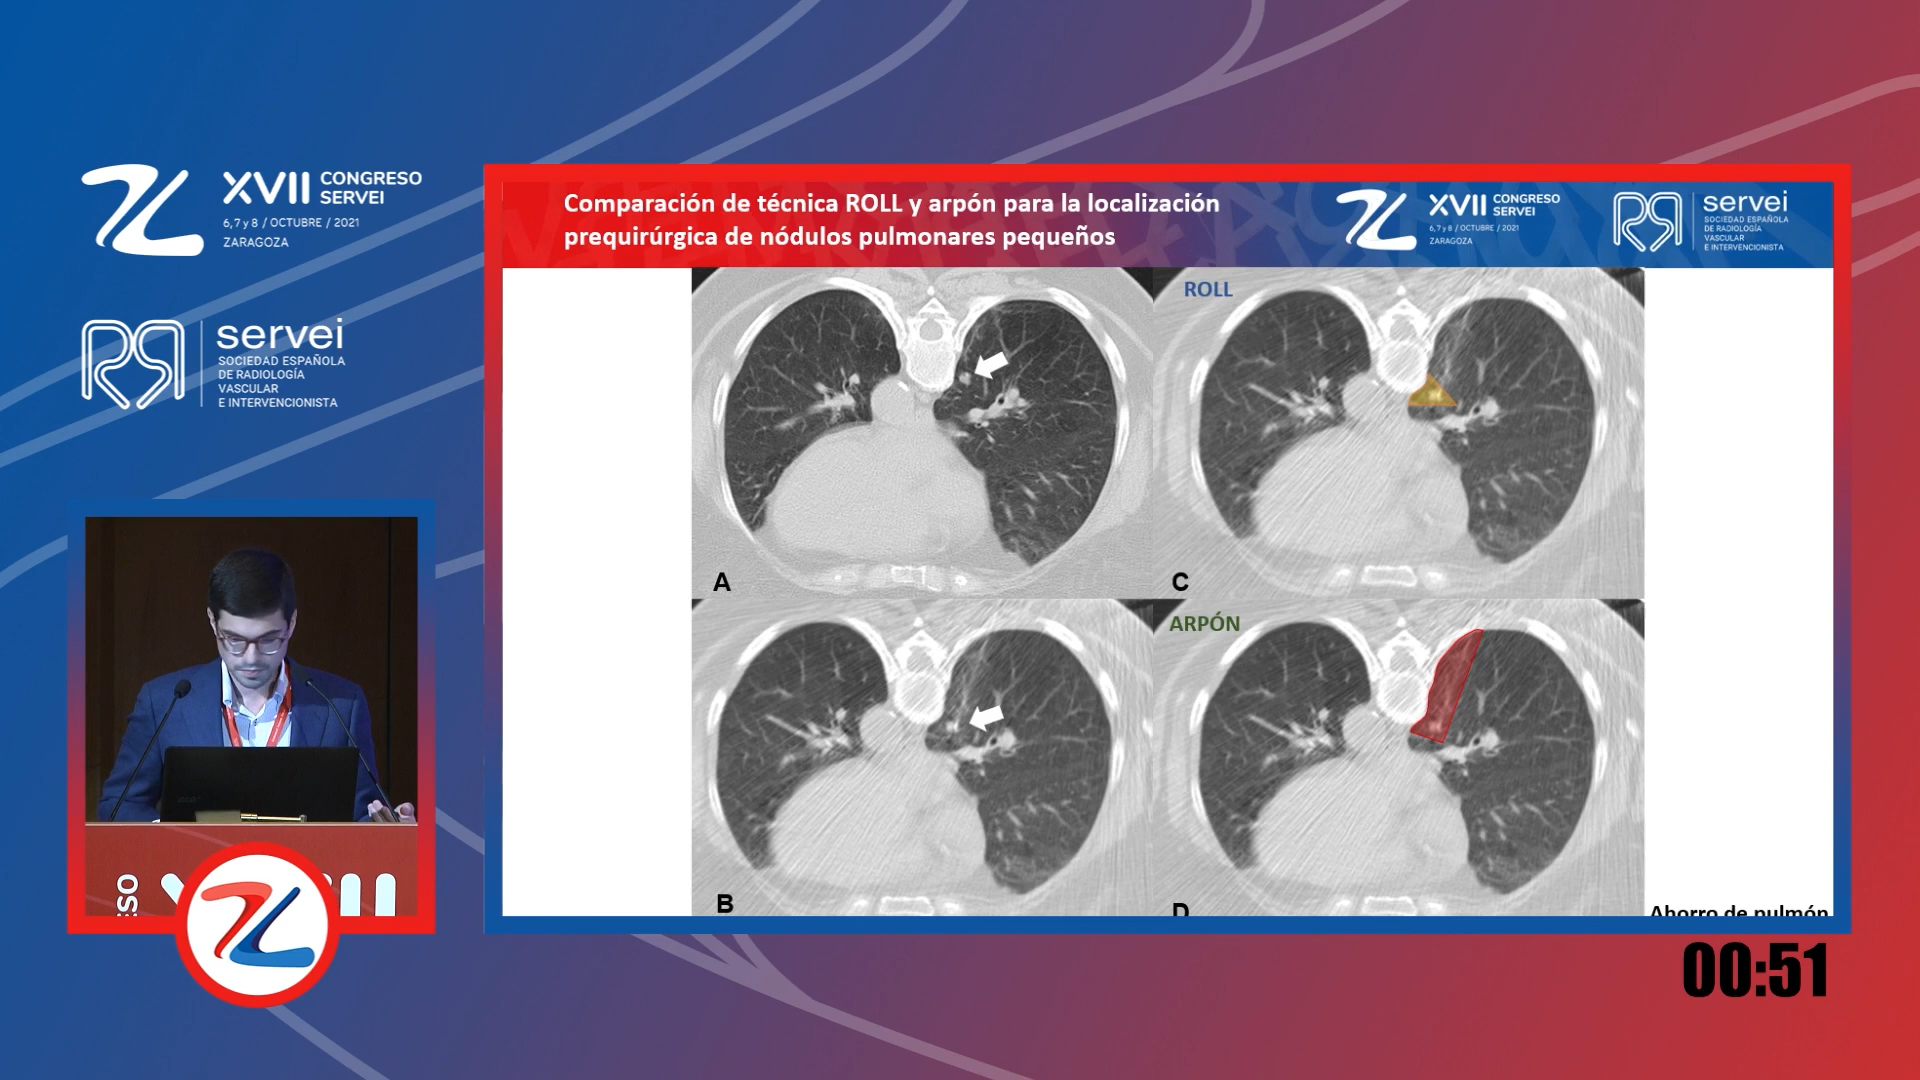 XVII CONGRESO
SERVEI
6,7 y 8 / OCTUBRE / 2021
ZARAGOZA
servei
SOCIEDAD ESPAÑOLA
DE RADIOLOGÍA
VASCULAR
E INTERVENCIONISTA
Comparación de técnica ROLL y arpón para la localización
prequirúrgica de nódulos pulmonares pequeños
XVII CONGRESO
SERVEI
6,7 y 8 / OCTUBRE / 2021
ZARAGOZA
servei
SOCIEDAD ESPAÑOLA
DE RADIOLOGÍA
VASCULAR
E INTERVENCIONISTA
ROLL
A
C
ARPÓN
B
D
Ahorro de pulmón
00:51